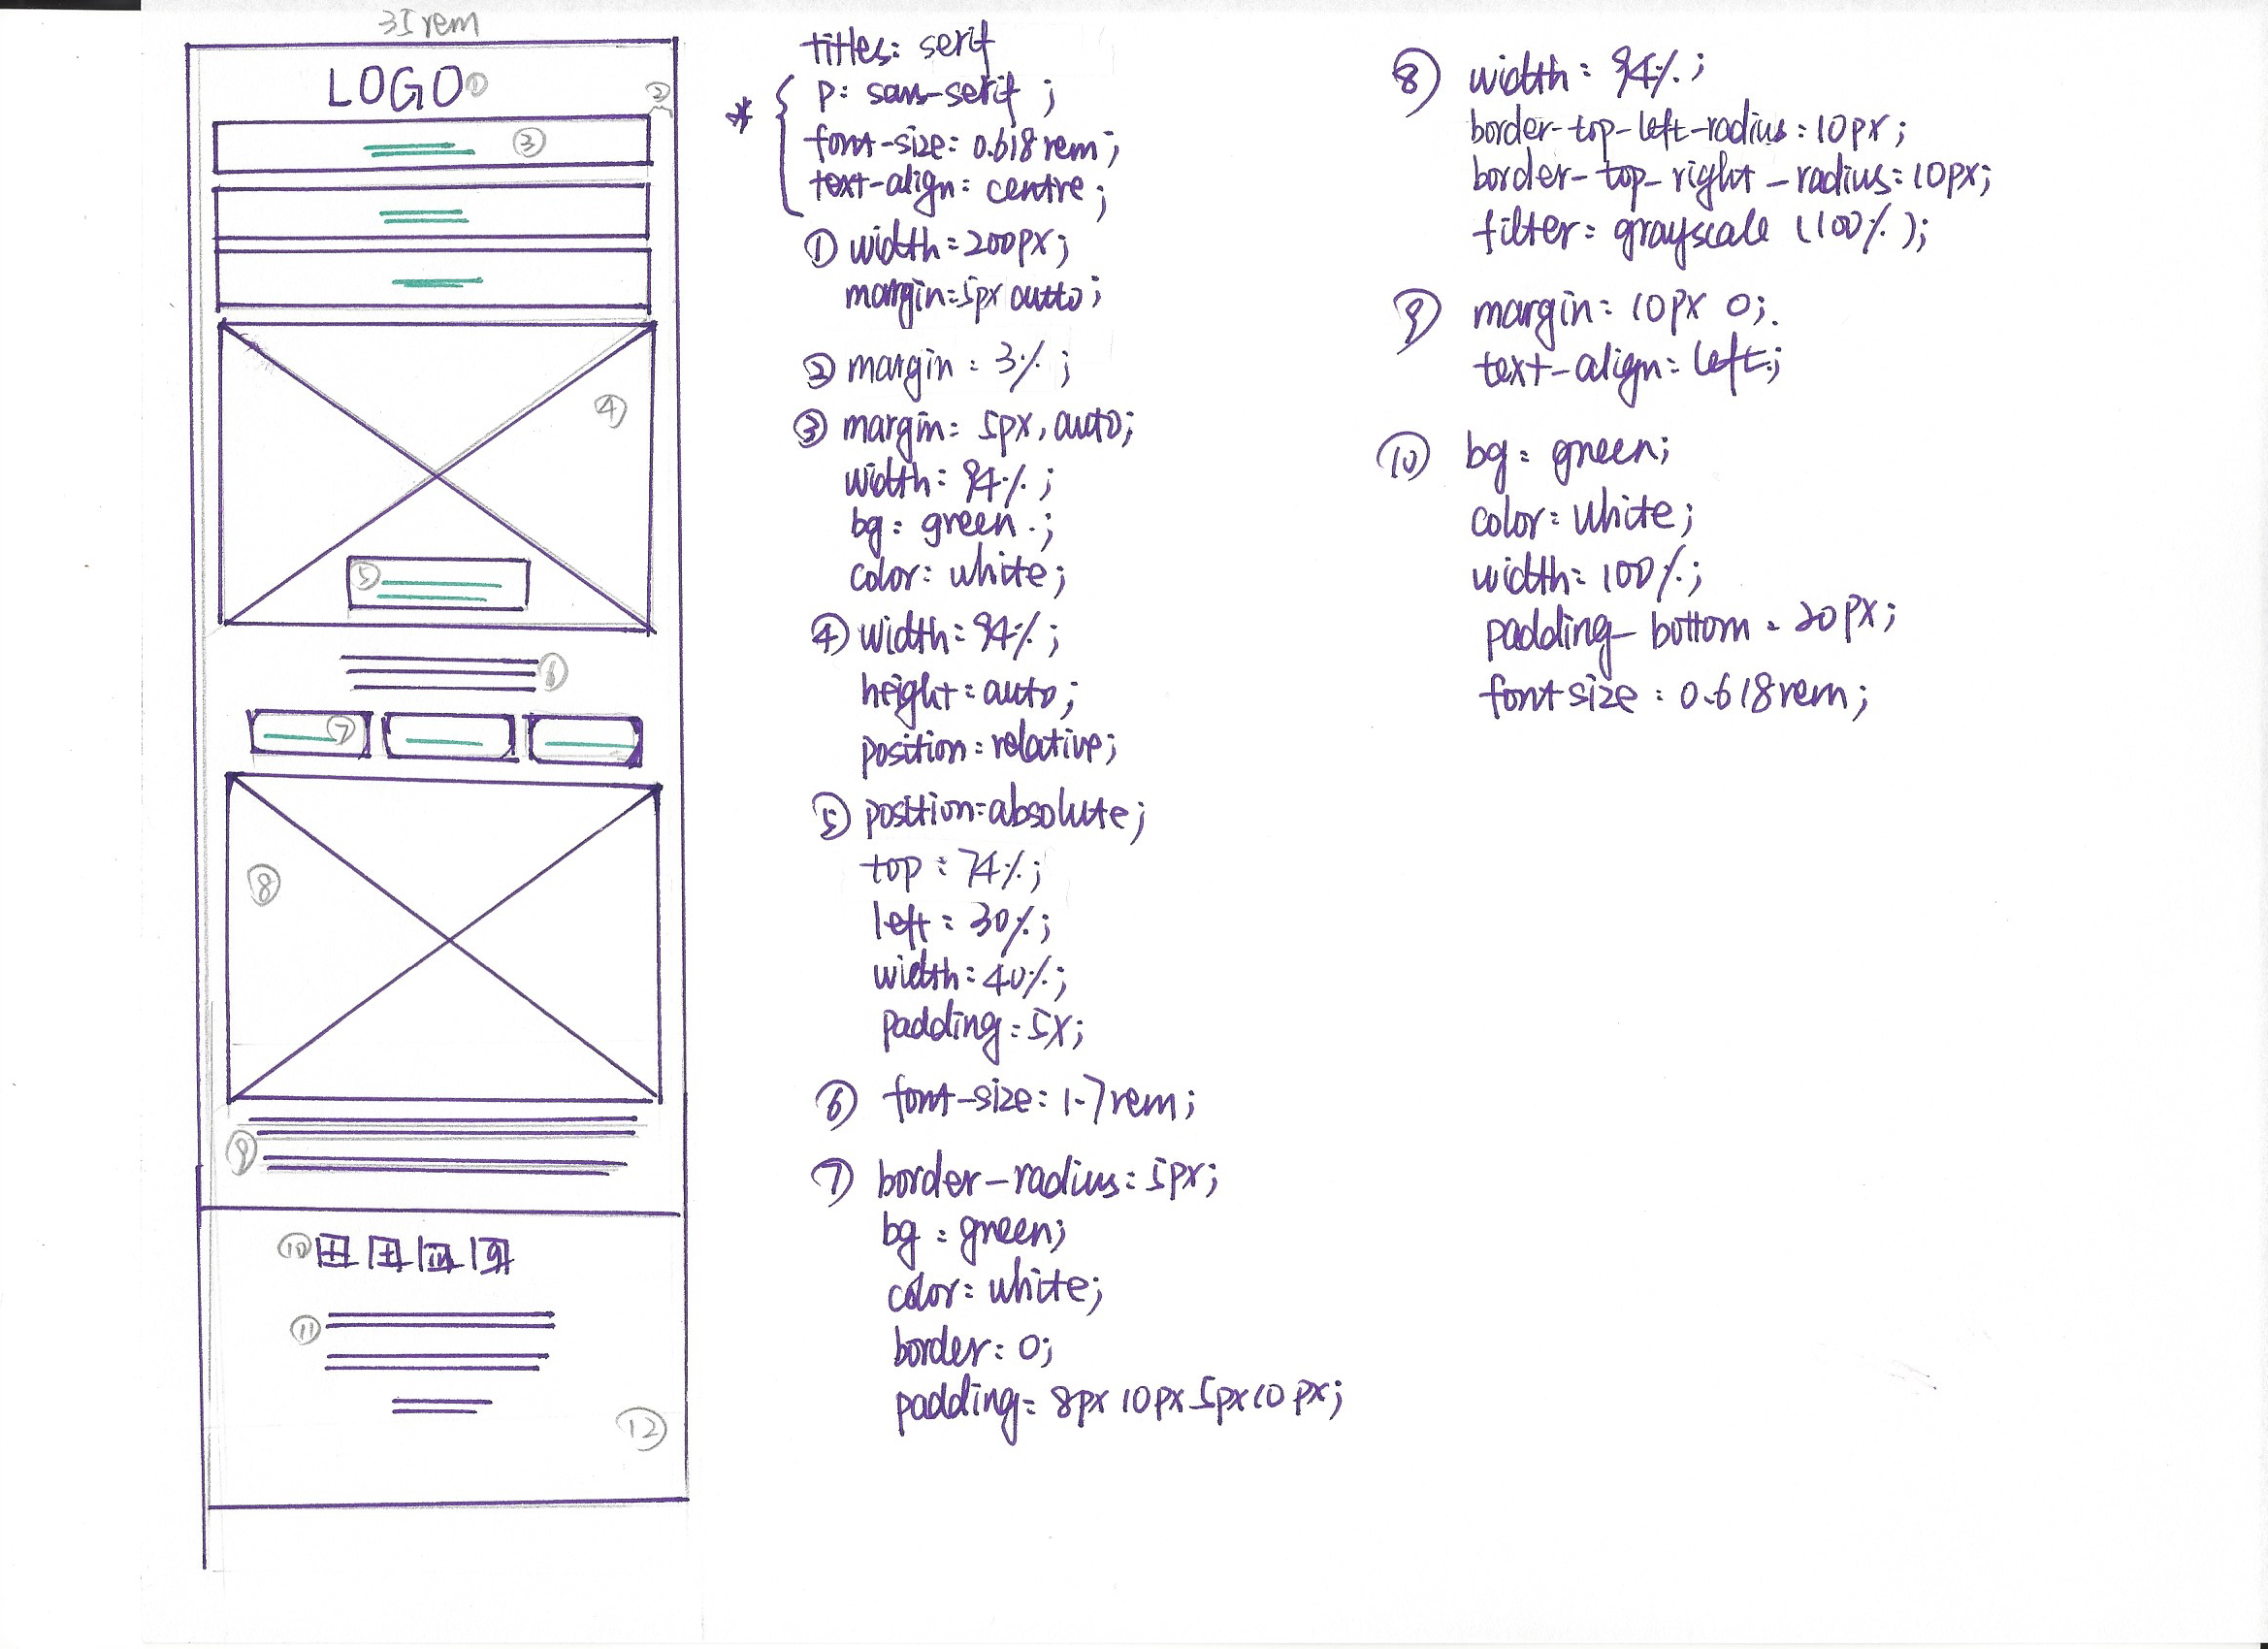 35rem
LOGO ①
②
③
④
⑤
⑥
⑦
⑧
⑨
⑩
⑪
⑫
titles: serif
* { p: sans-serif ;
font-size: 0.618rem;
text-align: centre;
① width: 200px;
margin: 5px auto;
② margin : 3% ;
③ margin: 5px, auto;
width: 94% ;
bg: green ;
color: white;
④ width: 94% ;
height: auto;
position: relative;
⑤ position: absolute;
top : 74%;
left : 30%;
width: 40%;
padding: 5x;
⑥ font-size: 1.7rem;
⑦ border-radius: 5px;
bg : green;
color: white;
border: 0;
padding: 8px 10px 5px 10px;
⑧ width: 94% ;
border-top-left-radius: 10px;
border-top-right-radius: 10px;
filter: grayscale (100%);
⑨ margin: 10px 0;.
text-align: left;
⑩ bg: green;
color: white;
width: 100%;
padding-bottom: 20px;
font size : 0.618rem;